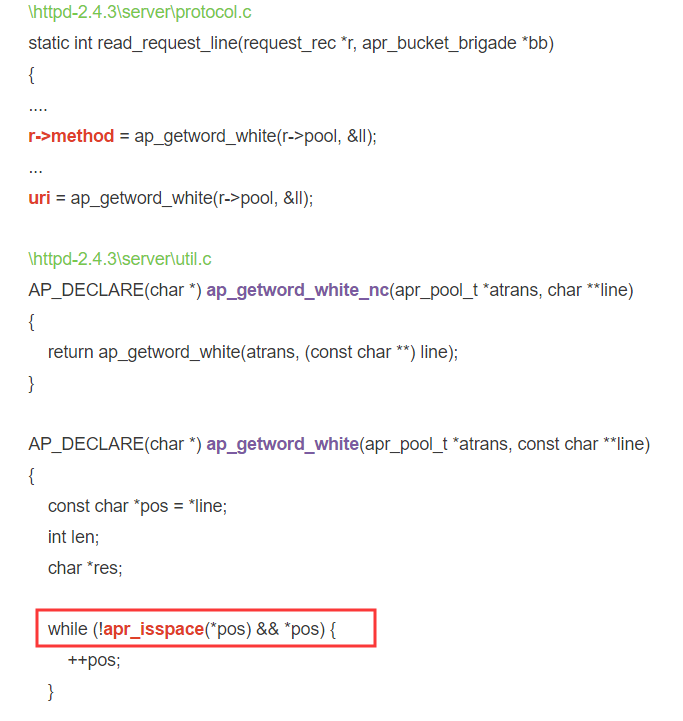 \httpd-2.4.3\server\protocol.c
static int read_request_line(request_rec *r, apr_bucket_brigade *bb)
{
....
r->method = ap_getword_white(r->pool, &ll);
...
uri = ap_getword_white(r->pool, &ll);
\httpd-2.4.3\server\util.c
AP_DECLARE(char *) ap_getword_white_nc(apr_pool_t *atrans, char **line)
{
return ap_getword_white(atrans, (const char **) line);
}
AP_DECLARE(char *) ap_getword_white(apr_pool_t *atrans, const char **line)
{
const char *pos = *line;
int len;
char *res;
while (!apr_isspace(*pos) && *pos) {
++pos;
}